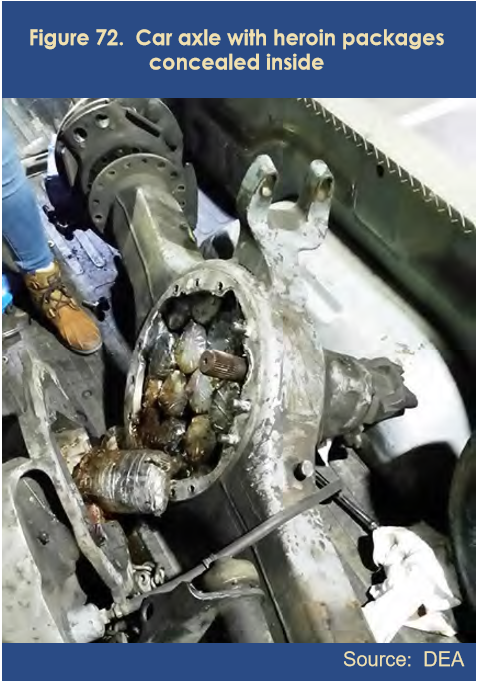 Figure 72.  Car axle with heroin packages
concealed inside
Source:  DEA